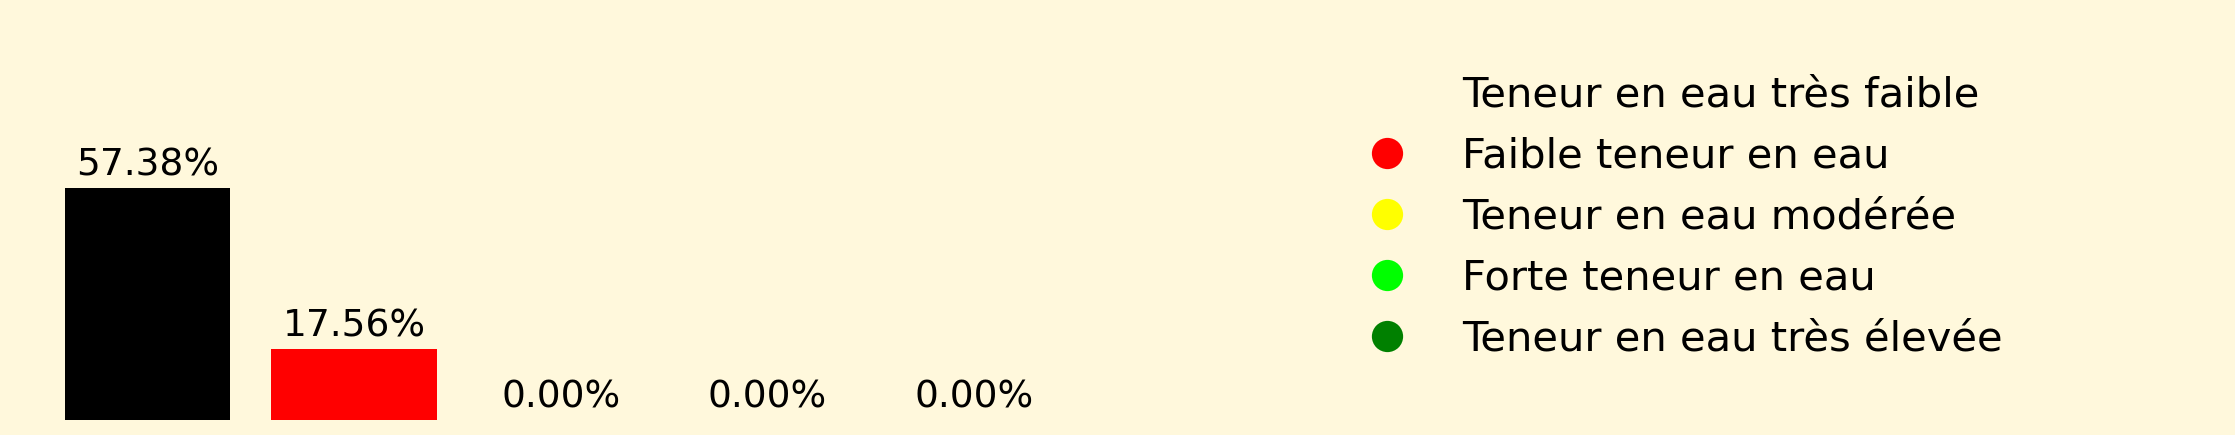 57.38%
17.56%
0.00%
0.00%
0.00%
Teneur en eau très faible
Faible teneur en eau
Teneur en eau modérée
Forte teneur en eau
Teneur en eau très élevée